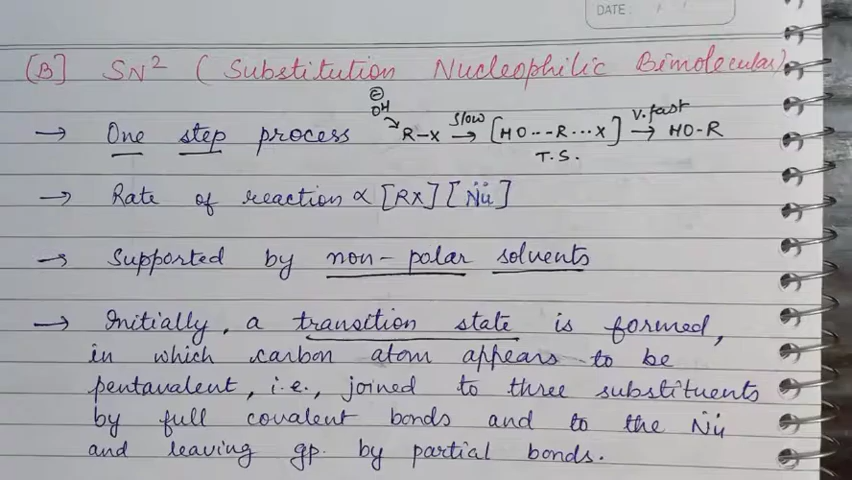 DATE:
[B] SN² ( Substitution Nucleophilic Bimolecular)
→ One step process ⊖OH R-X slow→ [HO---R---X] v.fast→ HO-R
T.S.
→ Rate of reaction ∝ [RX] [N̈u]
→ Supported by non-polar solvents
→ Initially, a transition state is formed,
in which carbon atom appears to be
pentavalent, i.e., joined to three substituents
by full covalent bonds and to the N̈u
and leaving gp. by partial bonds.